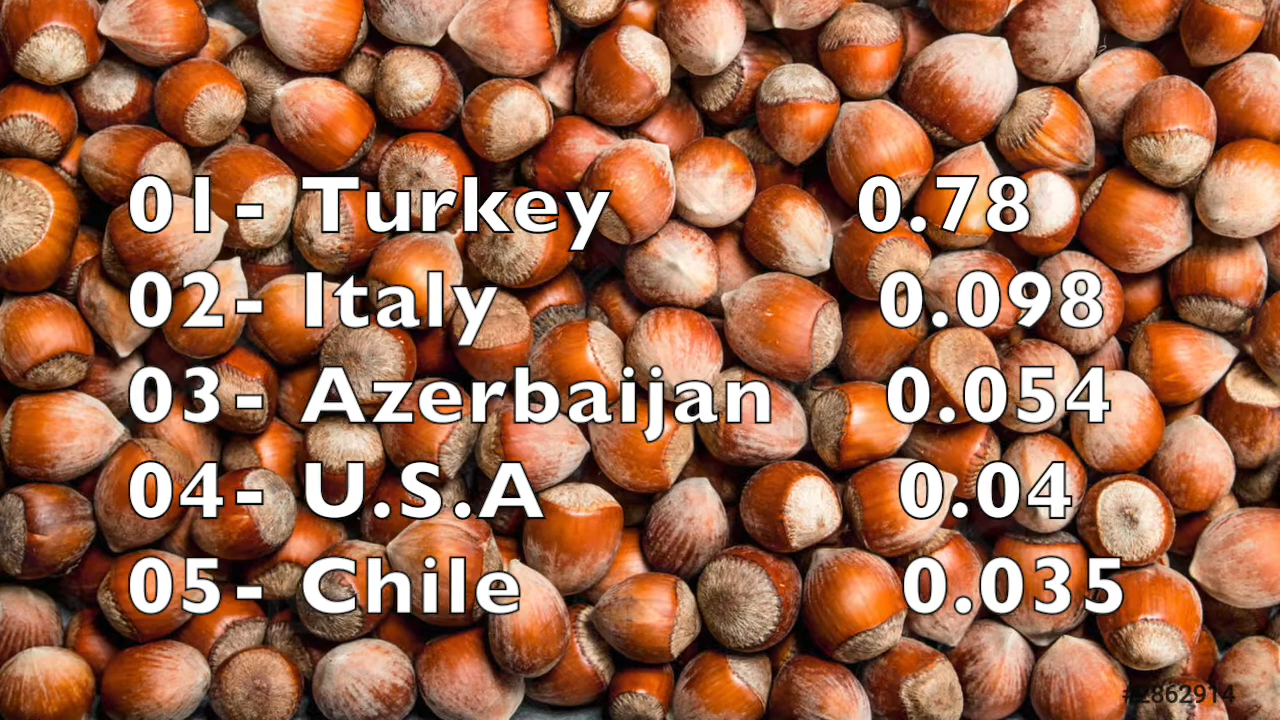 01- Turkey 0.78
02- Italy 0.098
03- Azerbaijan 0.054
04- U.S.A 0.04
05- Chile 0.035
#2862914